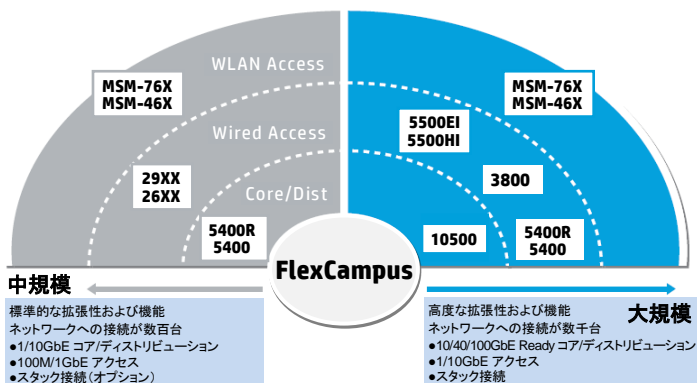 WLAN Access
MSM-76X
MSM-46X
MSM-76X
MSM-46X
Wired Access
5500EI
5500HI
29XX
26XX
3800
Core/Dist
5400R
5400
10500
5400R
5400
FlexCampus
中規模
大規模
標準的な拡張性および機能
ネットワークへの接続が数百台
●1/10GbE コア/ディストリビューション
●100M/1GbE アクセス
●スタック接続(オプション)
高度な拡張性および機能
ネットワークへの接続が数千台
●10/40/100GbE Ready コア/ディストリビューション
●1/10GbE アクセス
●スタック接続